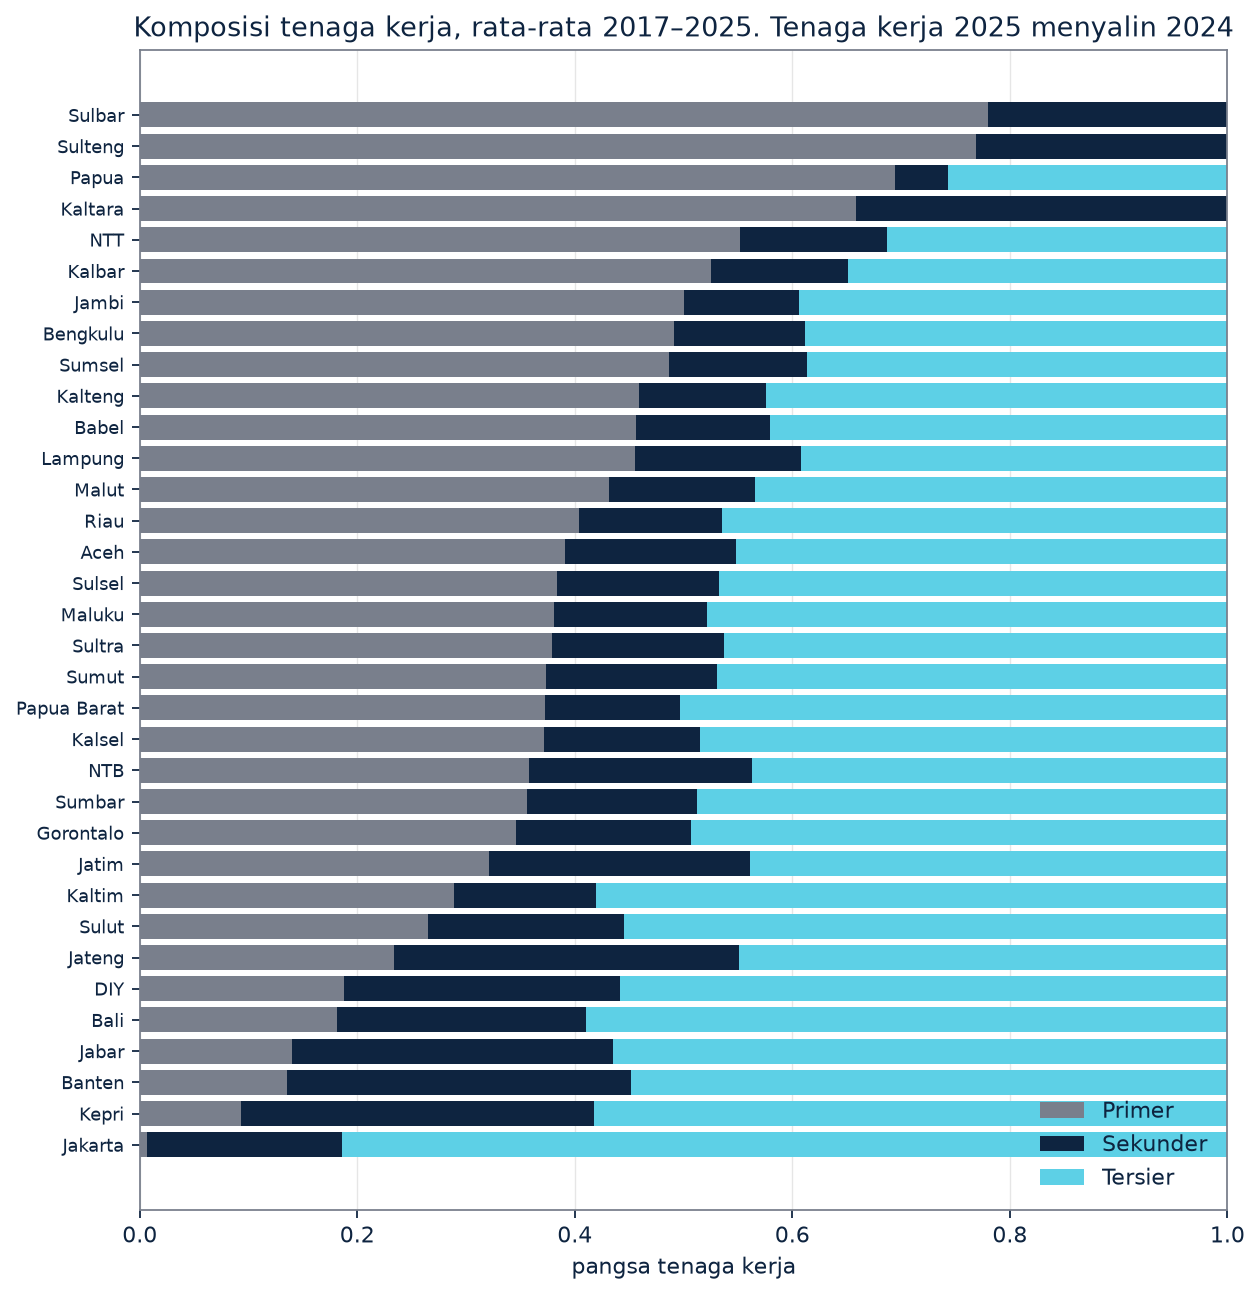 Komposisi tenaga kerja, rata-rata 2017–2025. Tenaga kerja 2025 menyalin 2024
Sulbar
Sulteng
Papua
Kaltara
NTT
Kalbar
Jambi
Bengkulu
Sumsel
Kalteng
Babel
Lampung
Malut
Riau
Aceh
Sulsel
Maluku
Sultra
Sumut
Papua Barat
Kalsel
NTB
Sumbar
Gorontalo
Jatim
Kaltim
Sulut
Jateng
DIY
Bali
Jabar
Banten
Kepri
Jakarta
Primer
Sekunder
Tersier
0.0 0.2 0.4 0.6 0.8 1.0
pangsa tenaga kerja